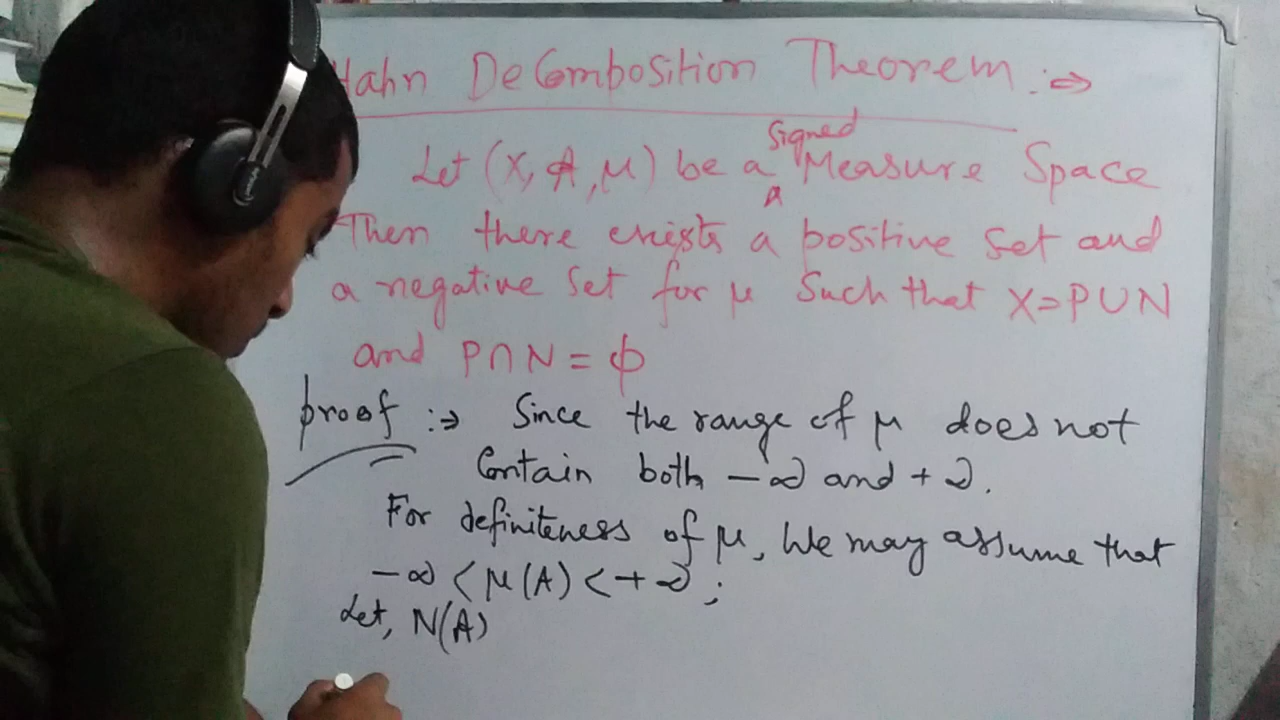 Hahn DeComposition Theorem :⇒
Signed
Let (X, A, μ) be a ^ Measure Space
Then there exists a positive Set and
a negative Set for μ Such that X=P∪N
and P∩N = ϕ
proof :⇒ Since the range of μ does not
Contain both -∞ and +∞.
For definiteness of μ, We may assume that
-∞ < μ(A) < +∞;
Let, N(A)